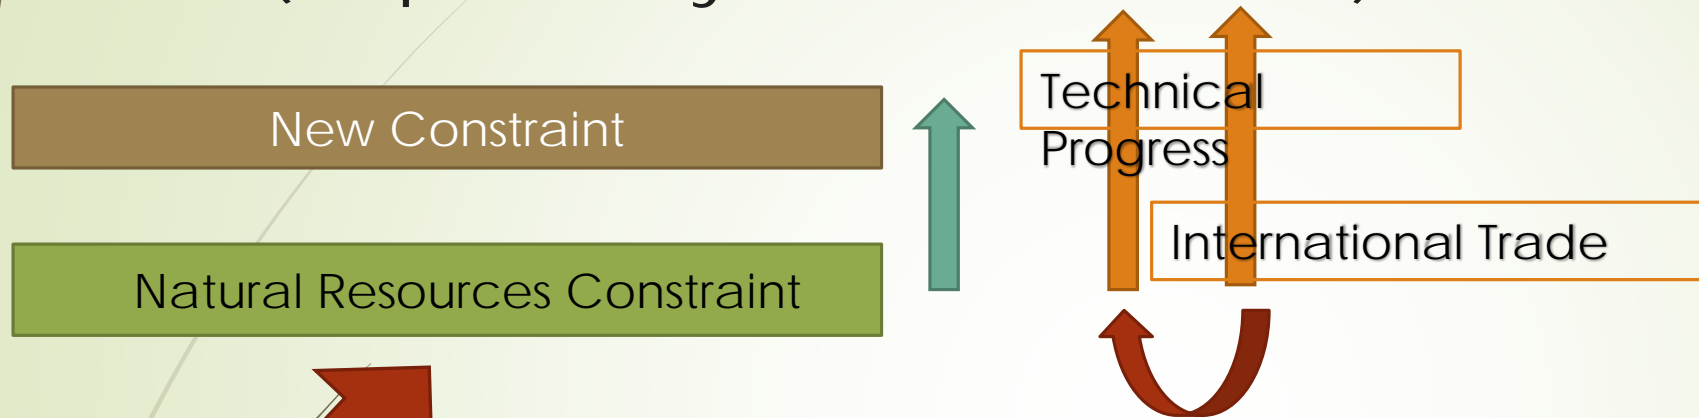 New Constraint
Technical
Progress
International Trade
Natural Resources Constraint